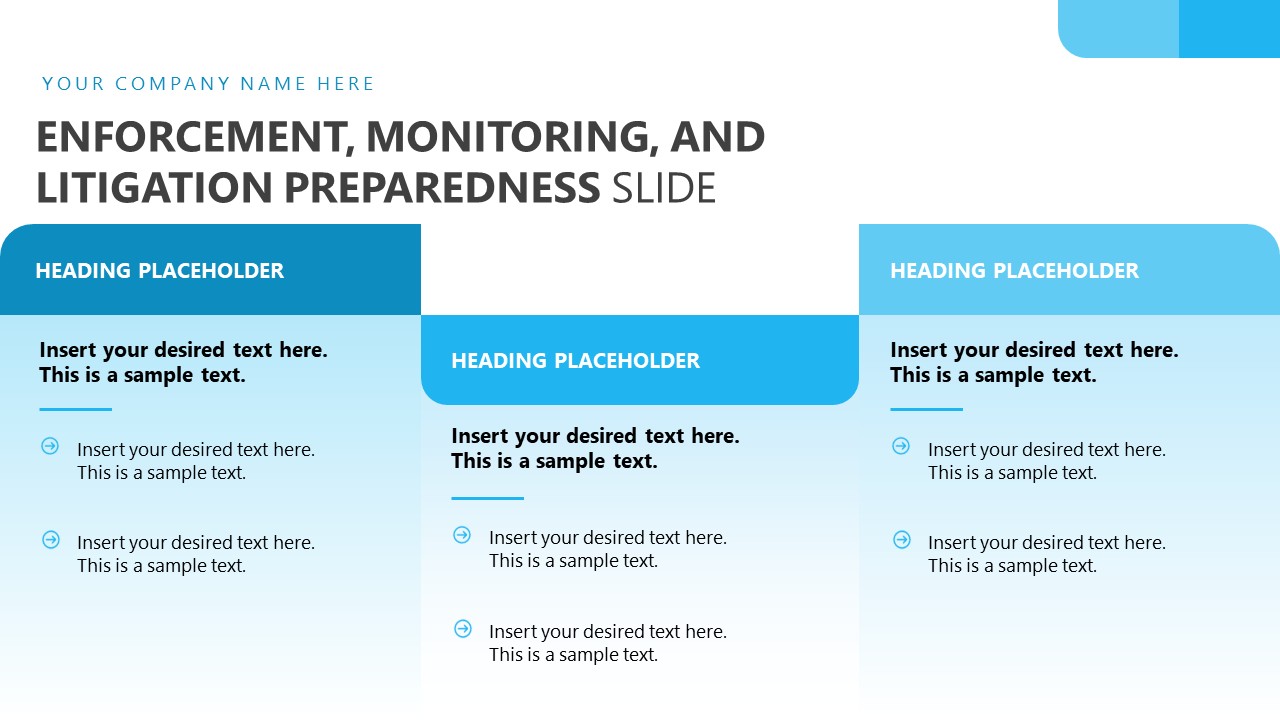 YOUR COMPANY NAME HERE
ENFORCEMENT, MONITORING, AND
LITIGATION PREPAREDNESS SLIDE
HEADING PLACEHOLDER
Insert your desired text here.
This is a sample text.
Insert your desired text here.
This is a sample text.
Insert your desired text here.
This is a sample text.
HEADING PLACEHOLDER
Insert your desired text here.
This is a sample text.
Insert your desired text here.
This is a sample text.
Insert your desired text here.
This is a sample text.
HEADING PLACEHOLDER
Insert your desired text here.
This is a sample text.
Insert your desired text here.
This is a sample text.
Insert your desired text here.
This is a sample text.